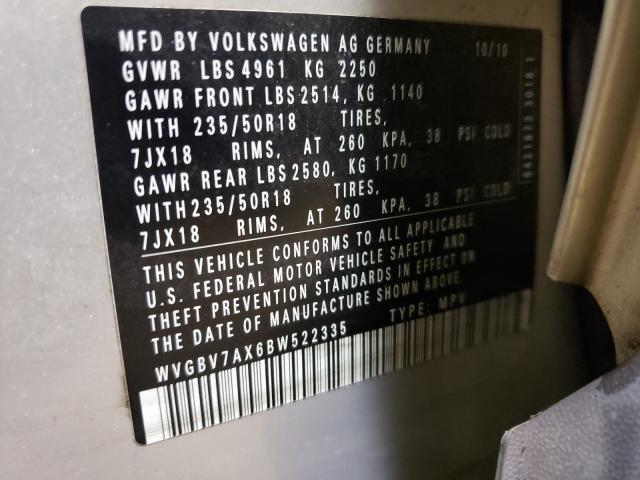 MFD BY VOLKSWAGEN AG GERMANY 10/10
GVWR LBS 4961 KG 2250
GAWR FRONT LBS 2514, KG 1140
WITH 235/50R18 TIRES,
7JX18 RIMS, AT 260 KPA, 38 PSI COLD
GAWR REAR LBS 2580, KG 1170
WITH 235/50R18 TIRES,
7JX18 RIMS, AT 260 KPA, 38 PSI COLD
THIS VEHICLE CONFORMS TO ALL APPLICABLE
U.S. FEDERAL MOTOR VEHICLE SAFETY AND
THEFT PREVENTION STANDARDS IN EFFECT ON
THE DATE OF MANUFACTURE SHOWN ABOVE.
WVGBV7AX6BW522335 TYPE: MPV